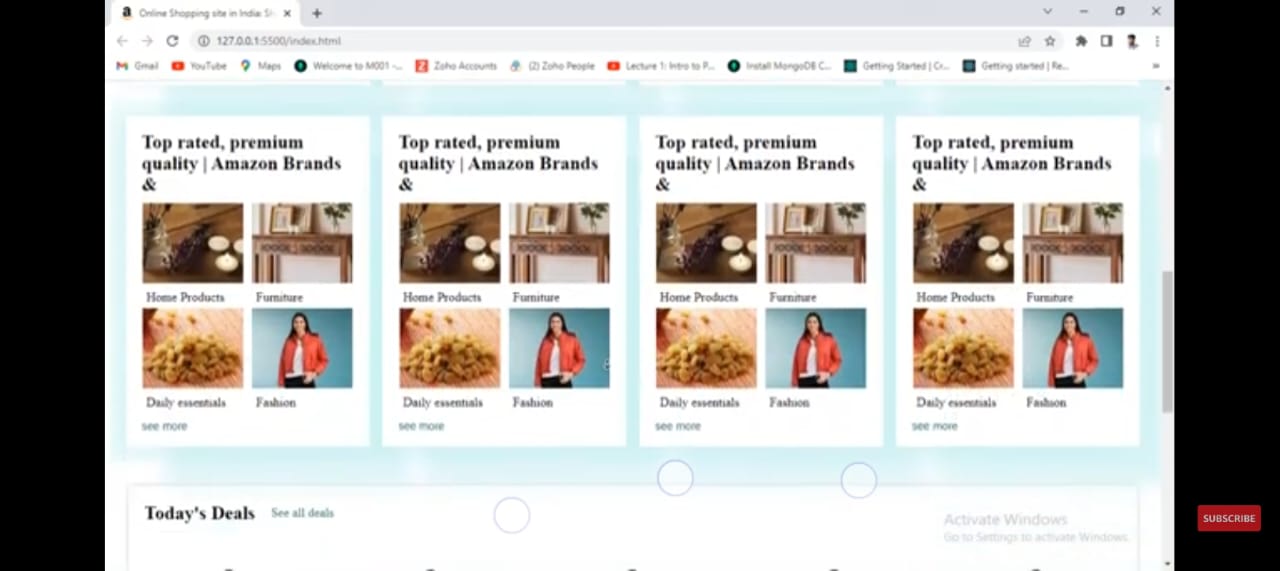 Online Shopping site in India: Sh
127.0.0.1:5500/index.html
Gmail YouTube Maps Welcome to M001 -... Zoho Accounts (2) Zoho People Lecture 1: Intro to P... Install MongoDB C... Getting Started | Cr... Getting started | Re... »
Top rated, premium
quality | Amazon Brands
&
Home Products Furniture
Daily essentials Fashion
see more
Top rated, premium
quality | Amazon Brands
&
Home Products Furniture
Daily essentials Fashion
see more
Top rated, premium
quality | Amazon Brands
&
Home Products Furniture
Daily essentials Fashion
see more
Top rated, premium
quality | Amazon Brands
&
Home Products Furniture
Daily essentials Fashion
see more
Today's Deals See all deals
Activate Windows
Go to Settings to activate Windows.
SUBSCRIBE